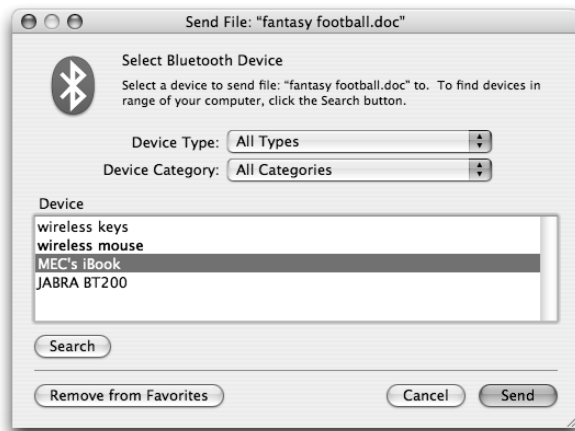 Send File: “fantasy football.doc”
Select Bluetooth Device
Select a device to send file: “fantasy football.doc” to.  To find devices in
range of your computer, click the Search button.
Device Type: All Types
Device Category: All Categories
Device
wireless keys
wireless mouse
MEC's iBook
JABRA BT200
Search
Remove from Favorites Cancel Send